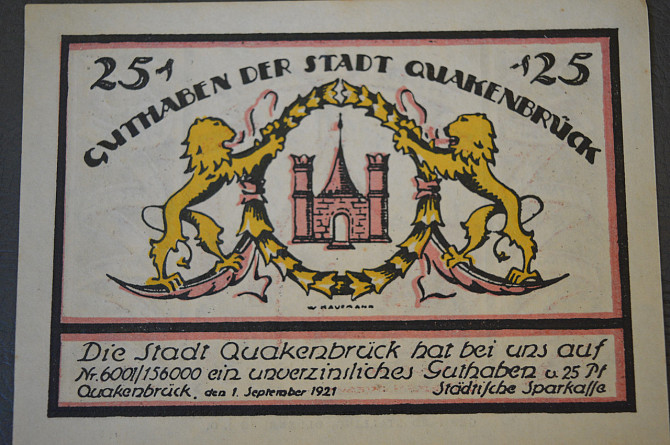 25₰ ₰25
GUTHABEN DER STADT QUAKENBRÜCK
W KAUFMANN
Die Stadt Quakenbrück hat bei uns auf
Nr. 6001/156000 ein unverzinsliches Guthaben v. 25 Pf
Quakenbrück, den 1. September 1921 Städtische Sparkasse